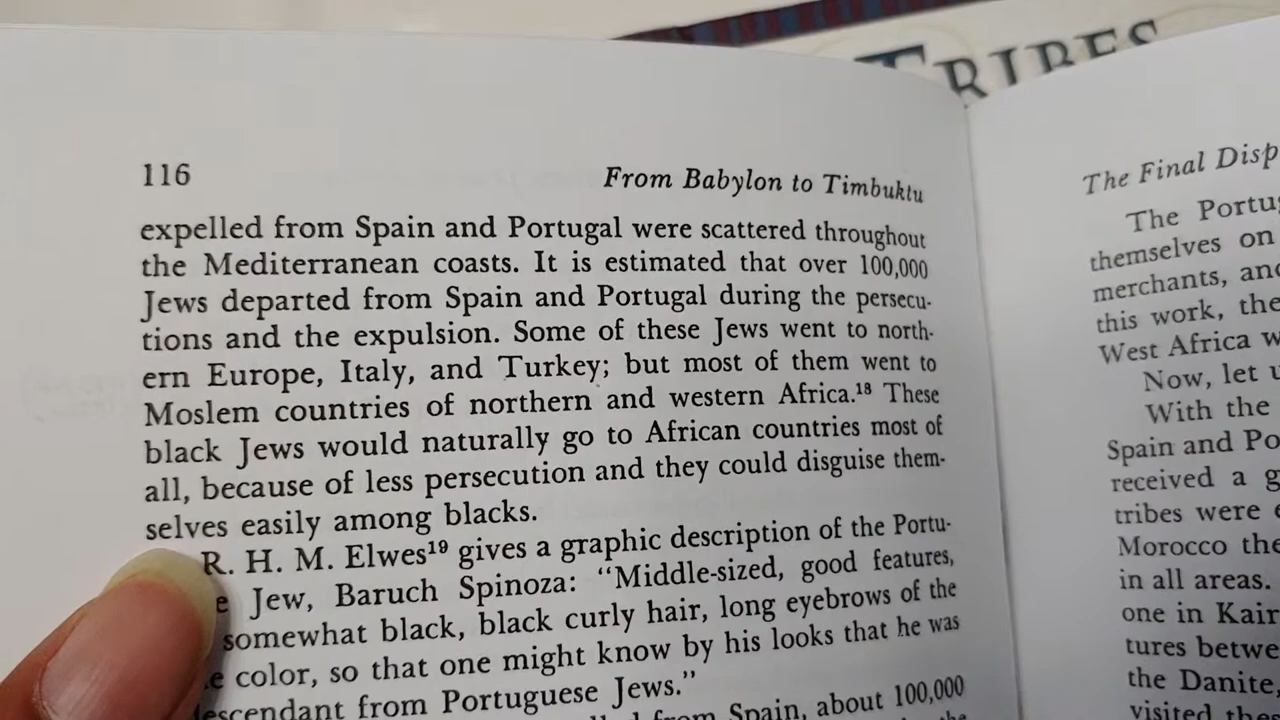 TRIBES
116
From Babylon to Timbuktu
expelled from Spain and Portugal were scattered throughout
the Mediterranean coasts. It is estimated that over 100,000
Jews departed from Spain and Portugal during the persecu-
tions and the expulsion. Some of these Jews went to north-
ern Europe, Italy, and Turkey; but most of them went to
Moslem countries of northern and western Africa.18 These
black Jews would naturally go to African countries most of
all, because of less persecution and they could disguise them-
selves easily among blacks.
R. H. M. Elwes19 gives a graphic description of the Portu-
e Jew, Baruch Spinoza: “Middle-sized, good features,
somewhat black, black curly hair, long eyebrows of the
e color, so that one might know by his looks that he was
descendant from Portuguese Jews.”
from Spain, about 100,000
The Final Disp
The Portug
themselves on
merchants, and
this work, the
West Africa w
Now, let u
With the
Spain and Po
received a g
tribes were e
Morocco the
in all areas.
one in Kair
tures betwe
the Danite,
visited the